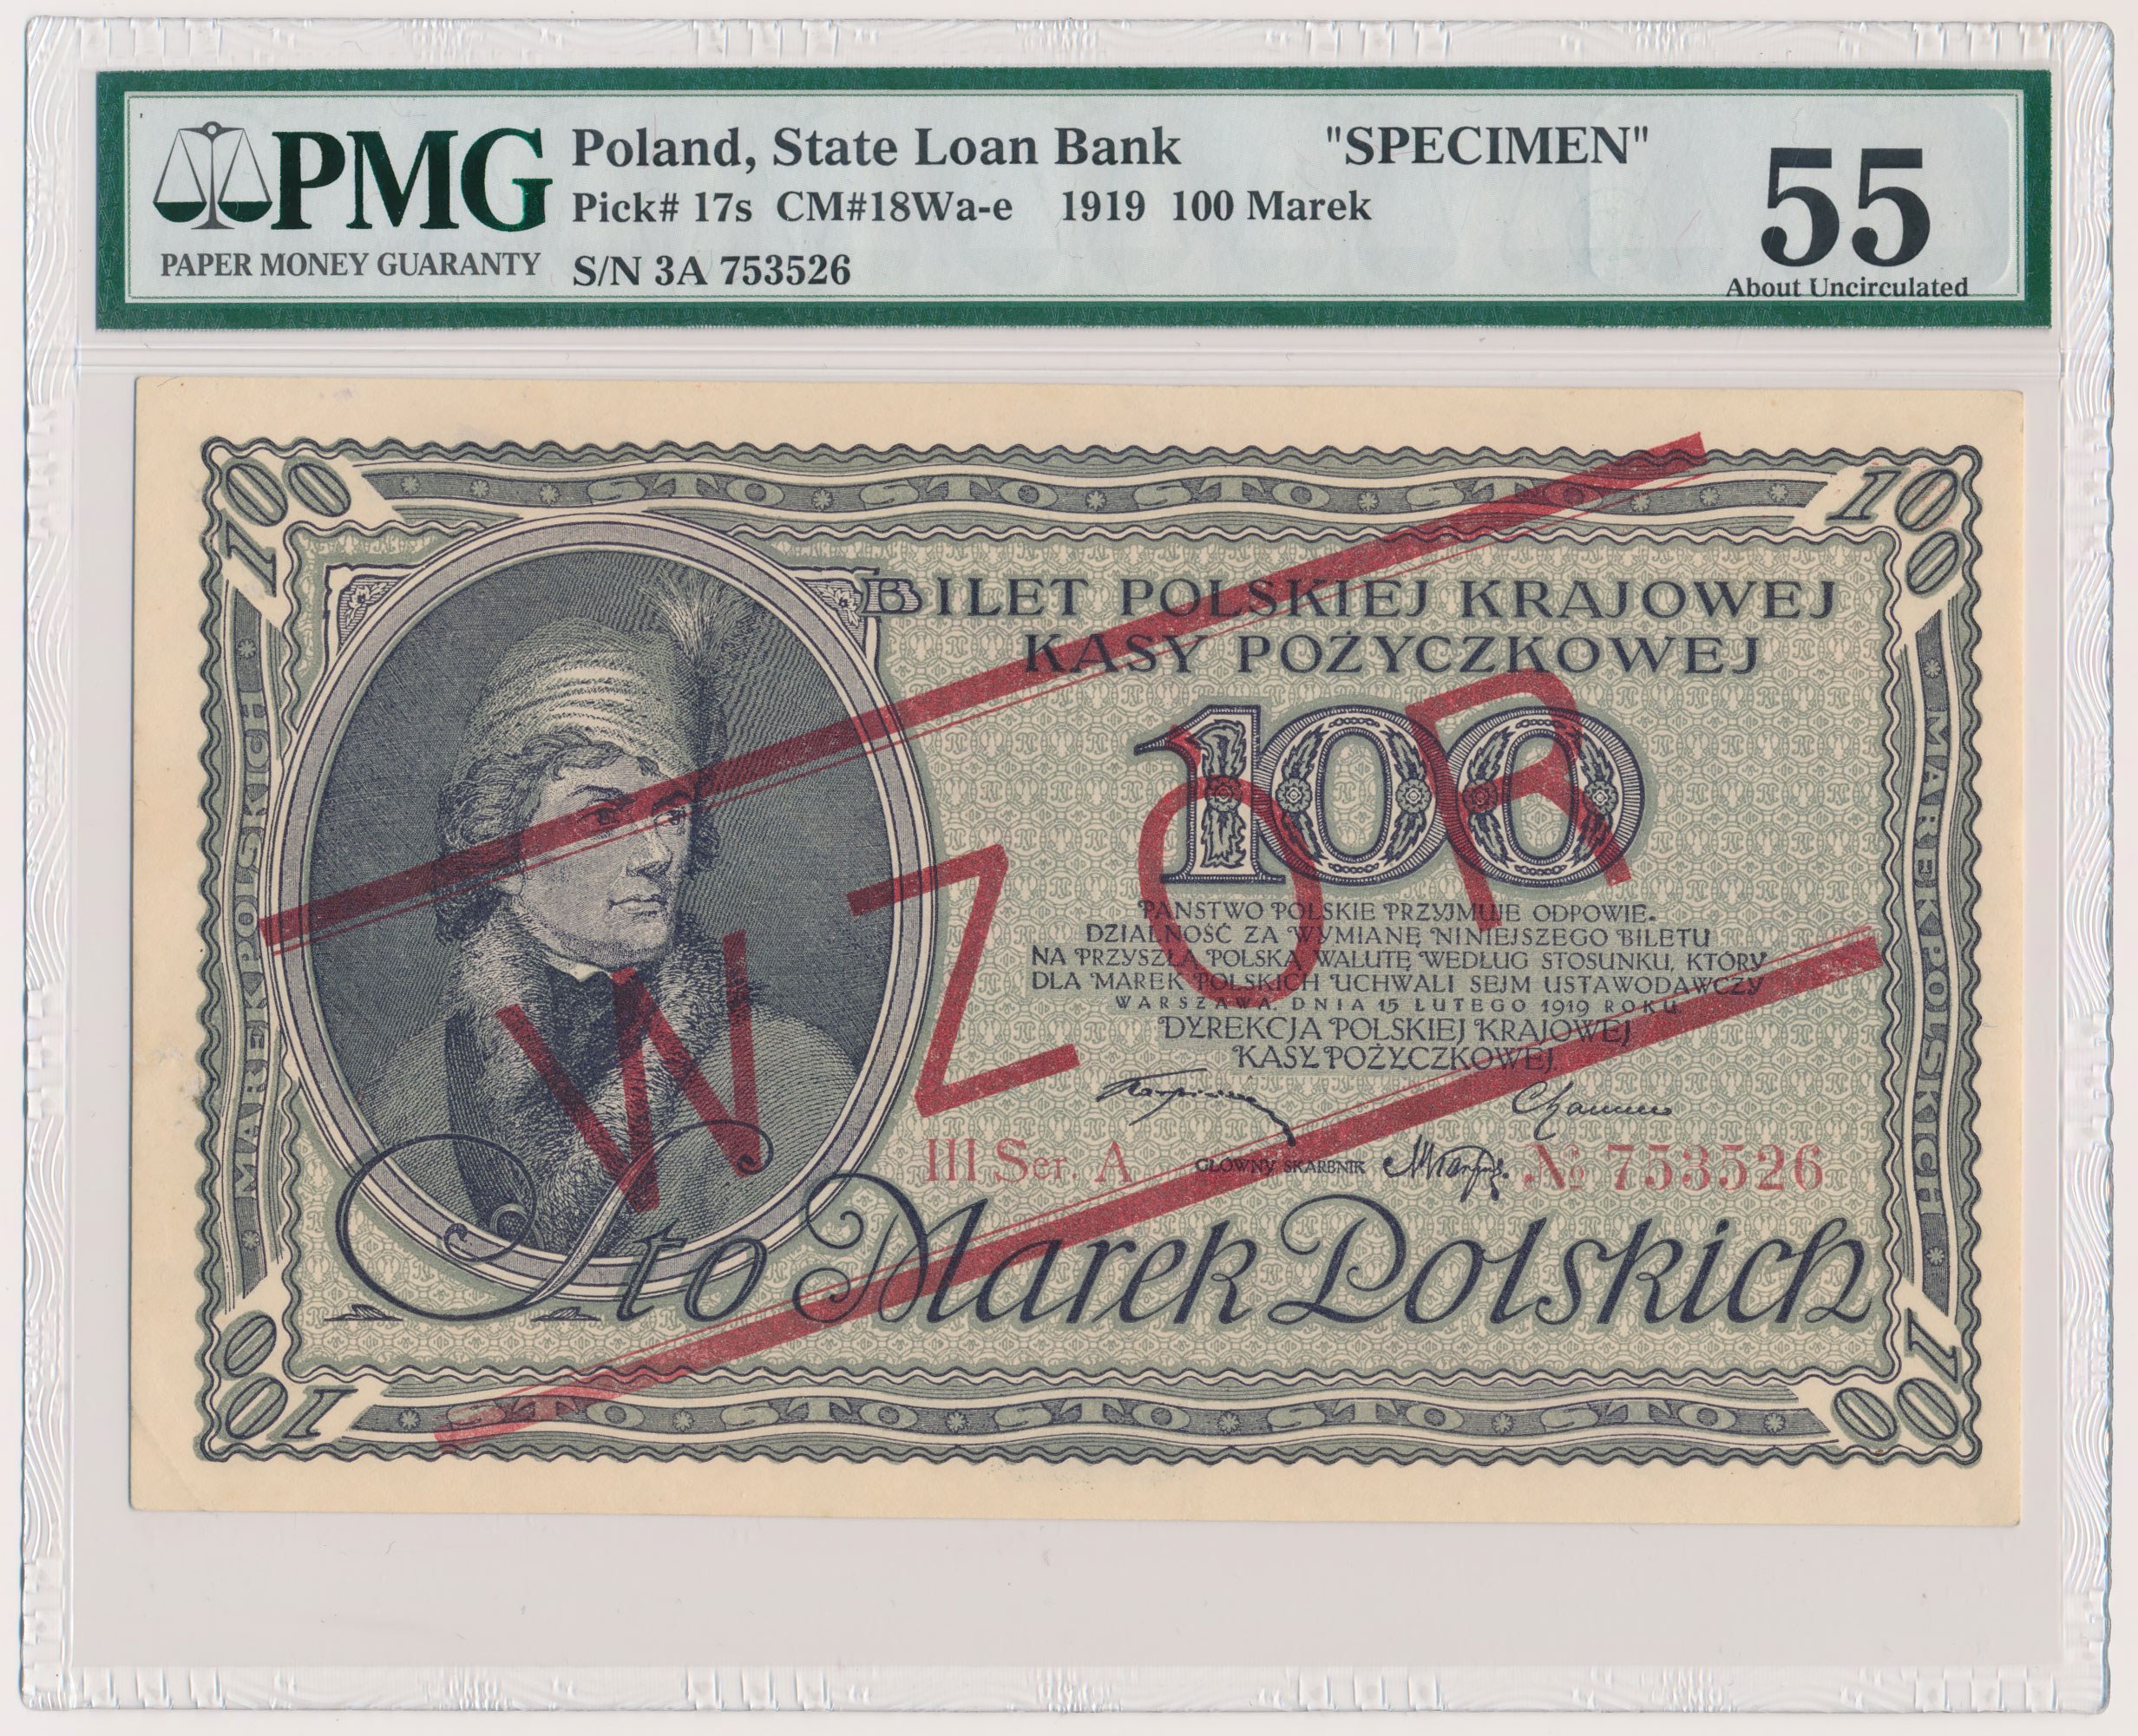 PMG
PAPER MONEY GUARANTY
Poland, State Loan Bank "SPECIMEN"
Pick# 17s CM#18Wa-e 1919 100 Marek
S/N 3A 753526
55
About Uncirculated
100
STO STO STO STO
100
BILET POLSKIEJ KRAJOWEJ
KASY POŻYCZKOWEJ
100
WZÓR
MAREK POLSKICH
MAREK POLSKICH
PAŃSTWO POLSKIE PRZYJMUJE ODPOWIE-
DZIALNOŚĆ ZA WYMIANĘ NINIEJSZEGO BILETU
NA PRZYSZŁĄ POLSKĄ WALUTĘ WEDŁUG STOSUNKU, KTÓRY
DLA MAREK POLSKICH UCHWALI SEJM USTAWODAWCZY
WARSZAWA. DNIA 15 LUTEGO 1919 ROKU.
DYREKCJA POLSKIEJ KRAJOWEJ
KASY POŻYCZKOWEJ.
III Ser. A
GŁÓWNY SKARBNIK
№ 753526
Sto Marek Polskich
100
STO STO STO STO STO
100